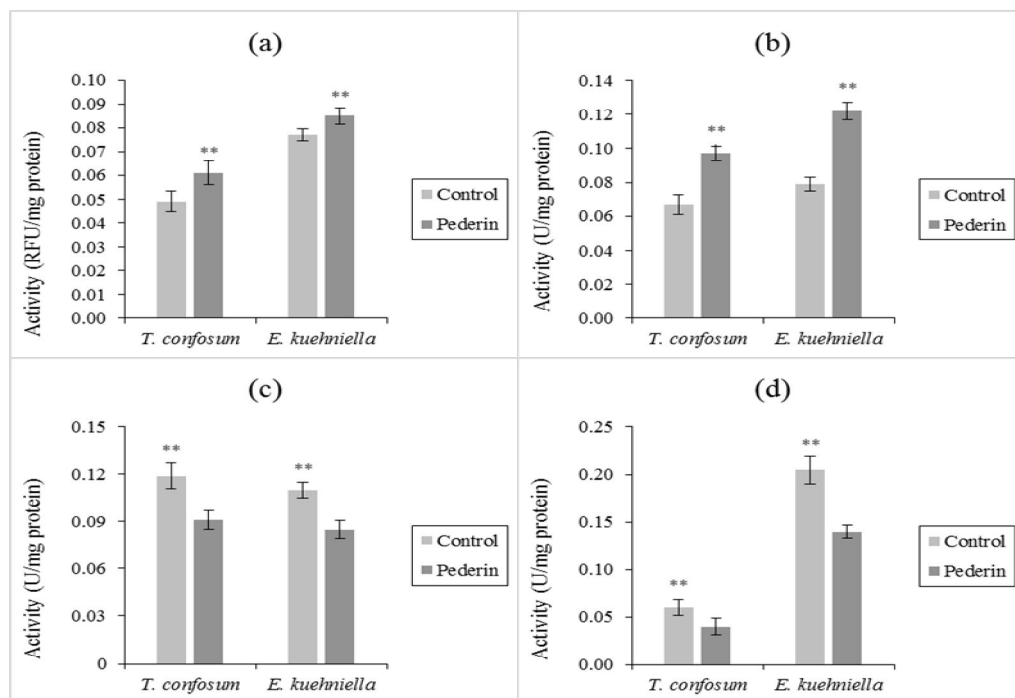 (a)
Activity (RFU/mg protein)
0.10
0.09
0.08
0.07
0.06
0.05
0.04
0.03
0.02
0.01
0.00
**
**
T. confosum
E. kuehniella
Control
Pederin
(b)
Activity (U/mg protein)
0.14
0.12
0.10
0.08
0.06
0.04
0.02
0.00
**
**
T. confosum
E. kuehniella
Control
Pederin
(c)
Activity (U/mg protein)
0.15
0.12
0.09
0.06
0.03
0
**
**
T. confosum
E. kuehniella
Control
Pederin
(d)
Activity (U/mg protein)
0.25
0.20
0.15
0.10
0.05
0.00
**
**
T. confosum
E. kuehniella
Control
Pederin